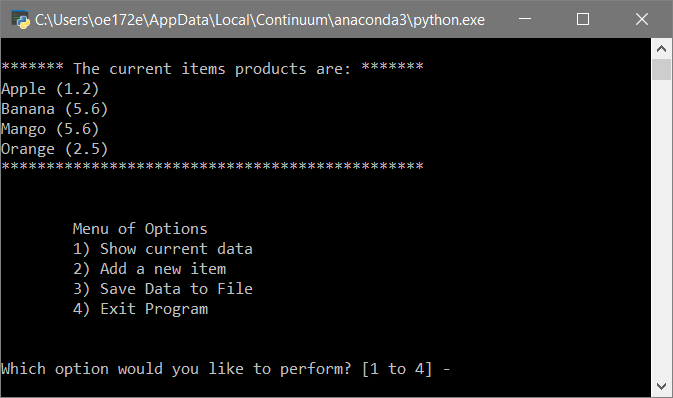 C:\Users\oe172e\AppData\Local\Continuum\anaconda3\python.exe
******* The current items products are: *******
Apple (1.2)
Banana (5.6)
Mango (5.6)
Orange (2.5)
***********************************************
Menu of Options
1) Show current data
2) Add a new item
3) Save Data to File
4) Exit Program
Which option would you like to perform? [1 to 4] -